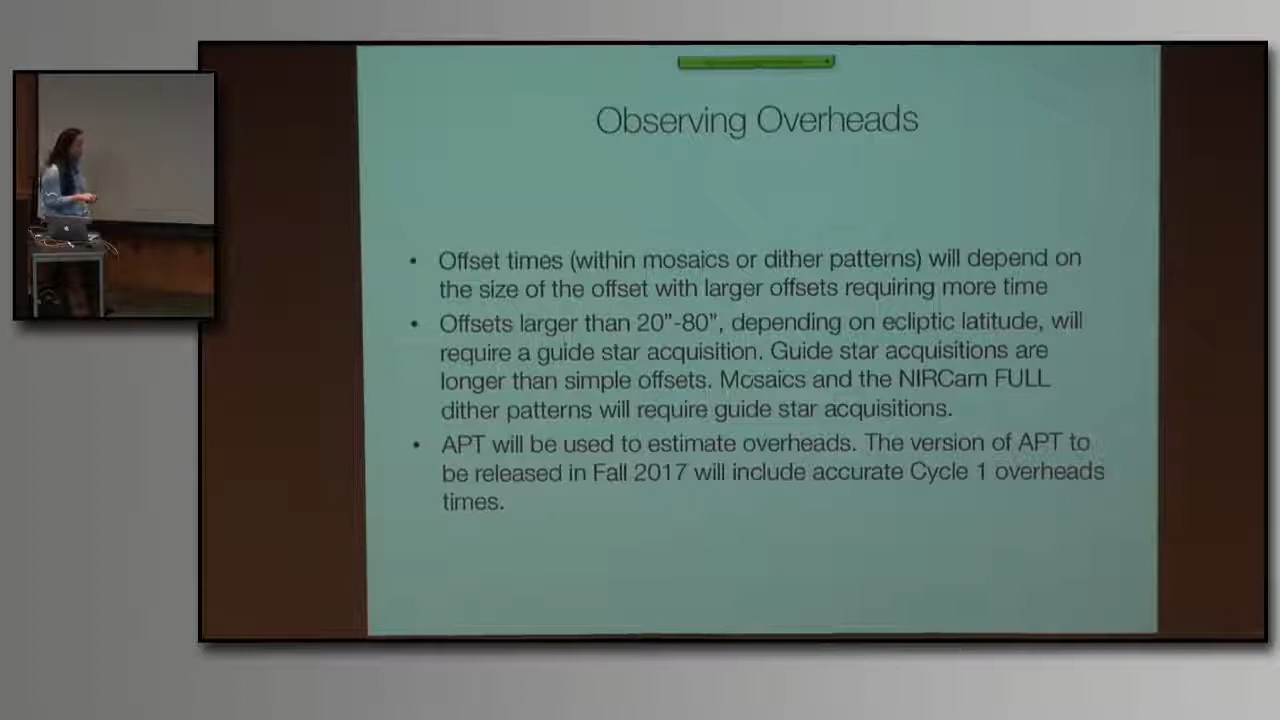 Observing Overheads
• Offset times (within mosaics or dither patterns) will depend on
the size of the offset with larger offsets requiring more time
• Offsets larger than 20"-80", depending on ecliptic latitude, will
require a guide star acquisition. Guide star acquisitions are
longer than simple offsets. Mosaics and the NIRCam FULL
dither patterns will require guide star acquisitions.
• APT will be used to estimate overheads. The version of APT to
be released in Fall 2017 will include accurate Cycle 1 overheads
times.